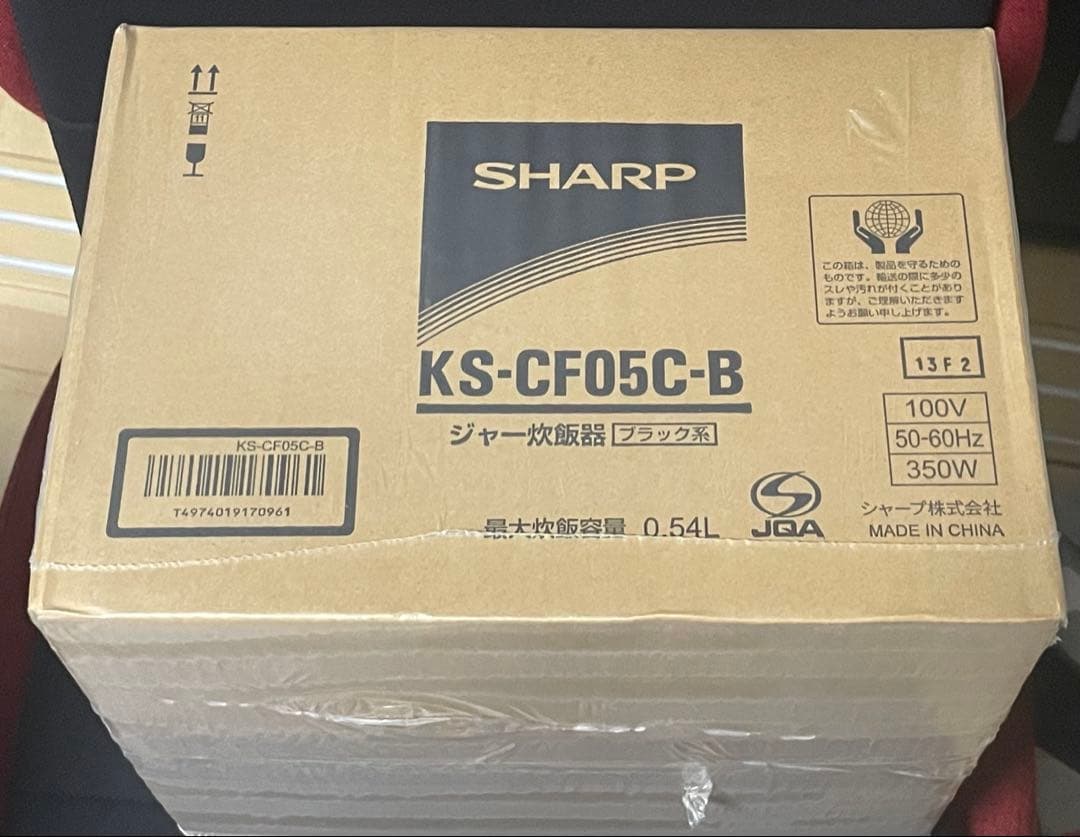 SHARP
この箱は、製品を守るための
ものです。輸送の際に多少の
スレや汚れが付くことがあり
ますが、ご理解いただきます
ようお願い申し上げます。
13F2
KS-CF05C-B
ジャー炊飯器 ブラック系
100V
50-60Hz
350W
KS-CF05C-B
T4974019170961
最大炊飯容量 0.54L
JQA
シャープ株式会社
MADE IN CHINA